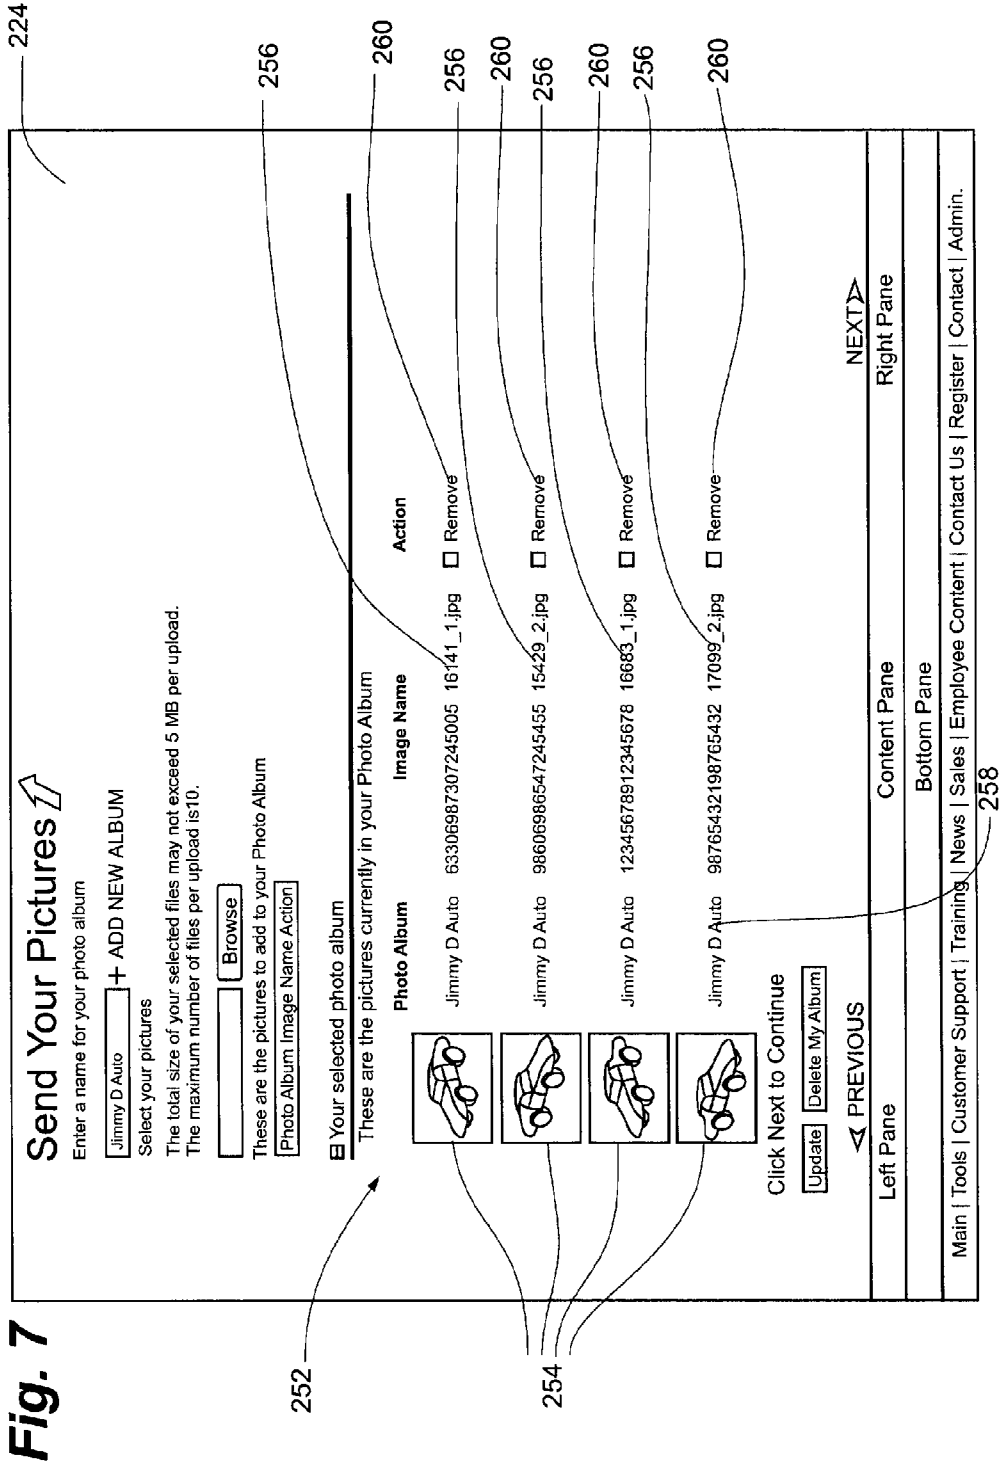 Fig. 7
224
Send Your Pictures
Enter a name for your photo album
Jimmy D Auto + ADD NEW ALBUM
Select your pictures
The total size of your selected files may not exceed 5 MB per upload.
The maximum number of files per upload is10.
Browse
These are the pictures to add to your Photo Album
Photo Album Image Name Action
Your selected photo album
These are the pictures currently in your Photo Album
Photo Album Image Name Action
Jimmy D Auto 63306987307245005 16141_1.jpg Remove
Jimmy D Auto 98606986547245455 15429_2.jpg Remove
Jimmy D Auto 12345678912345678 16683_1.jpg Remove
Jimmy D Auto 98765432198765432 17099_2.jpg Remove
Click Next to Continue
Update Delete My Album
PREVIOUS NEXT
Left Pane Content Pane Right Pane
Bottom Pane
Main | Tools | Customer Support | Training | News | Sales | Employee Content | Contact Us | Register | Contact | Admin.
252
254
256
260
256
260
256
260
256
260
258